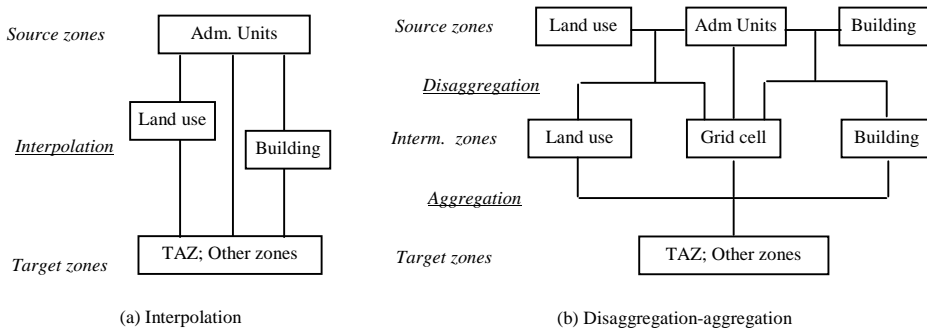 Source zones
Adm. Units
Land use
Interpolation
Building
Target zones
TAZ; Other zones
(a) Interpolation
Source zones
Land use
Adm Units
Building
Disaggregation
Interm. zones
Land use
Grid cell
Building
Aggregation
Target zones
TAZ; Other zones
(b) Disaggregation-aggregation